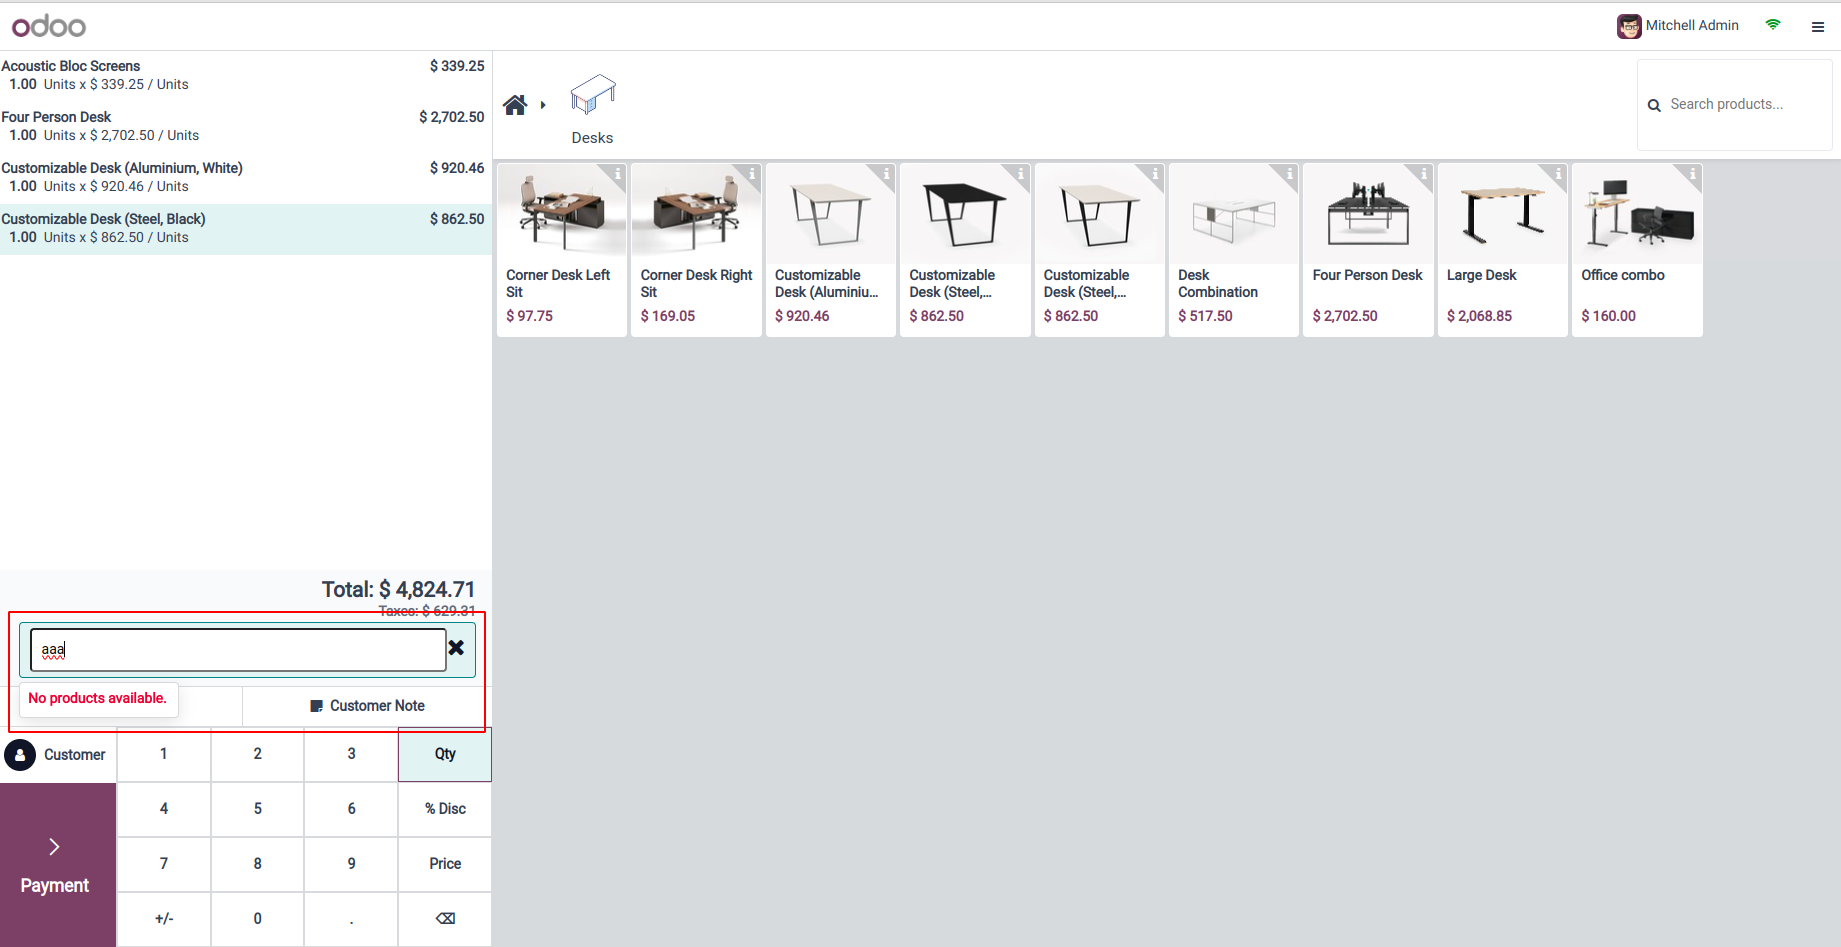 odoo
Mitchell Admin
Acoustic Bloc Screens $ 339.25
1.00 Units x $ 339.25 / Units
Four Person Desk $ 2,702.50
1.00 Units x $ 2,702.50 / Units
Customizable Desk (Aluminium, White) $ 920.46
1.00 Units x $ 920.46 / Units
Customizable Desk (Steel, Black) $ 862.50
1.00 Units x $ 862.50 / Units
Total: $ 4,824.71
Taxes: $ 629.31
aaa
No products available.
Customer Note
Customer
1 2 3 Qty
4 5 6 % Disc
7 8 9 Price
+/- 0 .
Payment
Desks
Search products...
Corner Desk Left
Sit
$ 97.75
Corner Desk Right
Sit
$ 169.05
Customizable
Desk (Aluminiu...
$ 920.46
Customizable
Desk (Steel,...
$ 862.50
Customizable
Desk (Steel,...
$ 862.50
Desk
Combination
$ 517.50
Four Person Desk
$ 2,702.50
Large Desk
$ 2,068.85
Office combo
$ 160.00